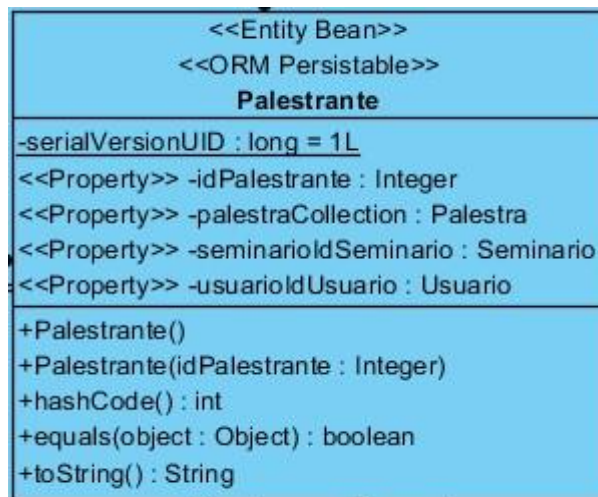 <<Entity Bean>>
<<ORM Persistable>>
Palestrante
-serialVersionUID : long = 1L
<<Property>> -idPalestrante : Integer
<<Property>> -palestraCollection : Palestra
<<Property>> -seminarioIdSeminario : Seminario
<<Property>> -usuarioIdUsuario : Usuario
+Palestrante()
+Palestrante(idPalestrante : Integer)
+hashCode() : int
+equals(object : Object) : boolean
+toString() : String